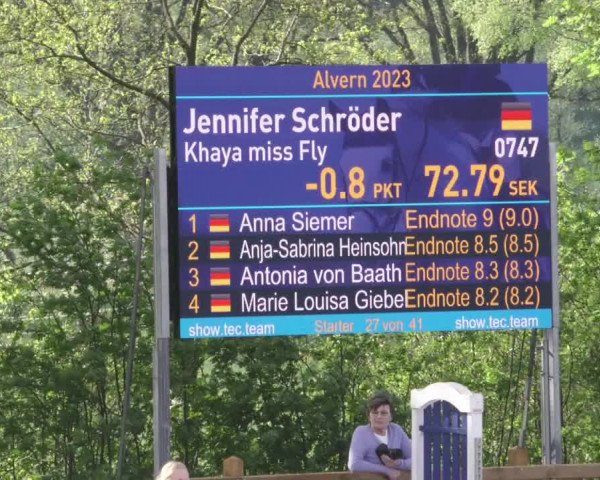 Alvern 2023
Jennifer Schröder
Khaya miss Fly 0747
-0.8 PKT 72.79 SEK
1 Anna Siemer Endnote 9 (9.0)
2 Anja-Sabrina Heinsohn Endnote 8.5 (8.5)
3 Antonia von Baath Endnote 8.3 (8.3)
4 Marie Louisa Giebe Endnote 8.2 (8.2)
show.tec.team Starter 27 von 41 show.tec.team